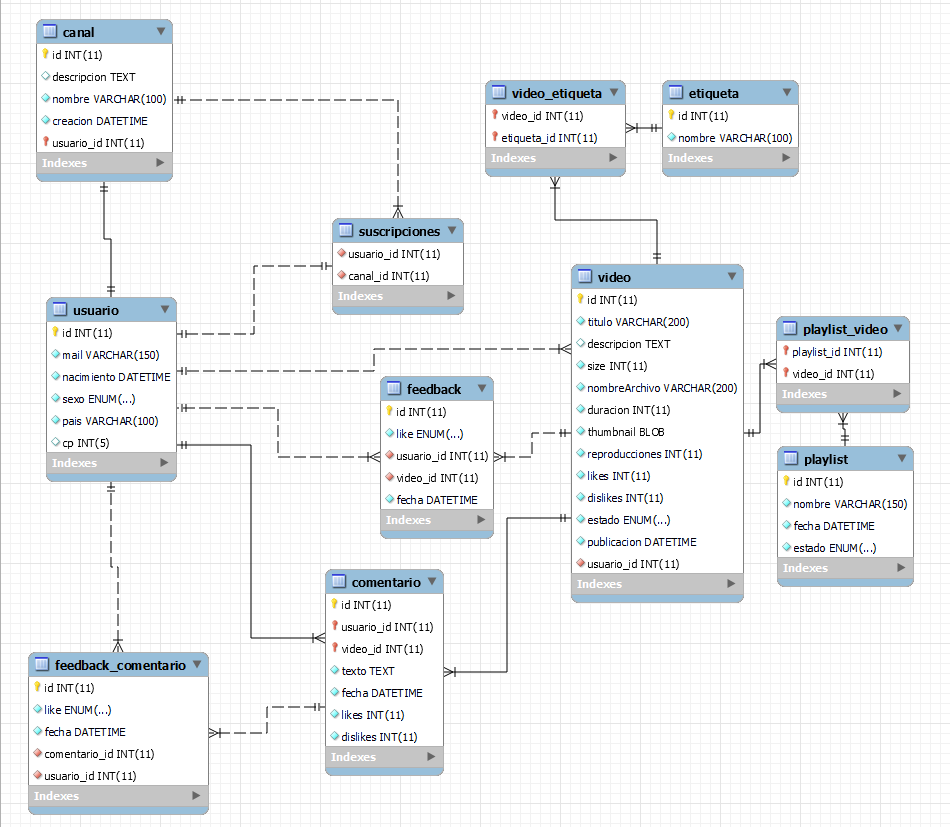 canal
id INT(11)
descripcion TEXT
nombre VARCHAR(100)
creacion DATETIME
usuario_id INT(11)
Indexes
video_etiqueta
video_id INT(11)
etiqueta_id INT(11)
Indexes
etiqueta
id INT(11)
nombre VARCHAR(100)
Indexes
suscripciones
usuario_id INT(11)
canal_id INT(11)
Indexes
usuario
id INT(11)
mail VARCHAR(150)
nacimiento DATETIME
sexo ENUM(...)
pais VARCHAR(100)
cp INT(5)
Indexes
video
id INT(11)
titulo VARCHAR(200)
descripcion TEXT
size INT(11)
nombreArchivo VARCHAR(200)
duracion INT(11)
thumbnail BLOB
reproducciones INT(11)
likes INT(11)
dislikes INT(11)
estado ENUM(...)
publicacion DATETIME
usuario_id INT(11)
Indexes
playlist_video
playlist_id INT(11)
video_id INT(11)
Indexes
feedback
id INT(11)
like ENUM(...)
usuario_id INT(11)
video_id INT(11)
fecha DATETIME
Indexes
playlist
id INT(11)
nombre VARCHAR(150)
fecha DATETIME
estado ENUM(...)
Indexes
comentario
id INT(11)
usuario_id INT(11)
video_id INT(11)
texto TEXT
fecha DATETIME
likes INT(11)
dislikes INT(11)
Indexes
feedback_comentario
id INT(11)
like ENUM(...)
fecha DATETIME
comentario_id INT(11)
usuario_id INT(11)
Indexes